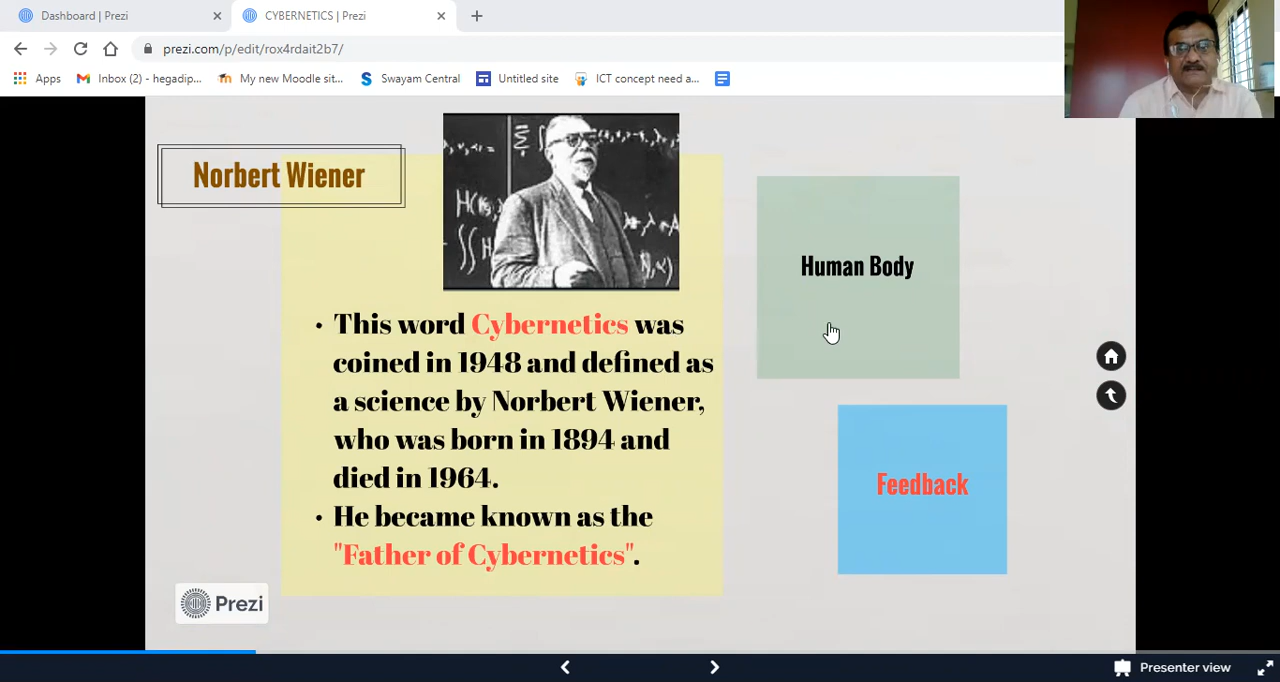 Dashboard | Prezi
CYBERNETICS | Prezi
prezi.com/p/edit/rox4rdait2b7/
Apps
Inbox (2) - hegadip...
My new Moodle sit...
Swayam Central
Untitled site
ICT concept need a...
Norbert Wiener
• This word Cybernetics was
coined in 1948 and defined as
a science by Norbert Wiener,
who was born in 1894 and
died in 1964.
• He became known as the
"Father of Cybernetics".
Human Body
Feedback
Prezi
Presenter view